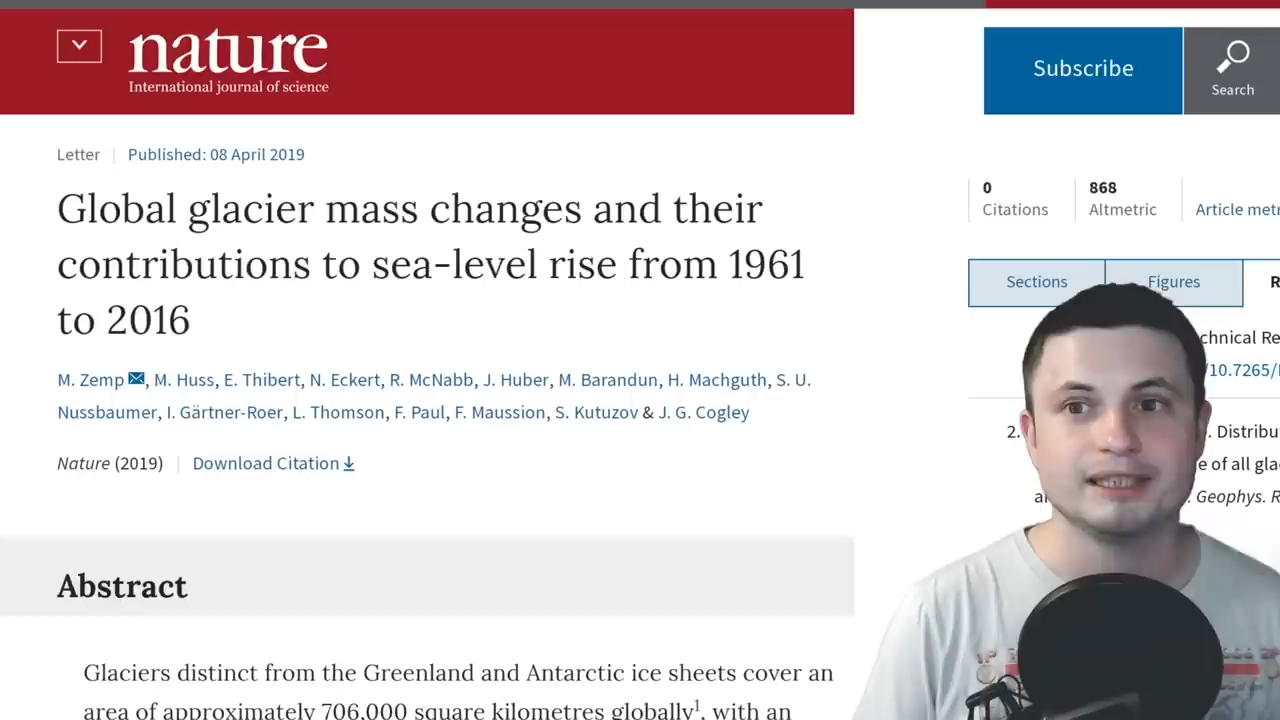 nature
International journal of science
Subscribe
Search
Letter Published: 08 April 2019
Global glacier mass changes and their
contributions to sea-level rise from 1961
to 2016
M. Zemp, M. Huss, E. Thibert, N. Eckert, R. McNabb, J. Huber, M. Barandun, H. Machguth, S. U.
Nussbaumer, I. Gärtner-Roer, L. Thomson, F. Paul, F. Maussion, S. Kutuzov & J. G. Cogley
Nature (2019) Download Citation
Abstract
Glaciers distinct from the Greenland and Antarctic ice sheets cover an
area of approximately 706,000 square kilometres globally1, with an
0 868
Citations Altmetric Article metr
Sections Figures R
chnical Re
/10.7265/
2. . Distribu
e of all gla
Geophys. R